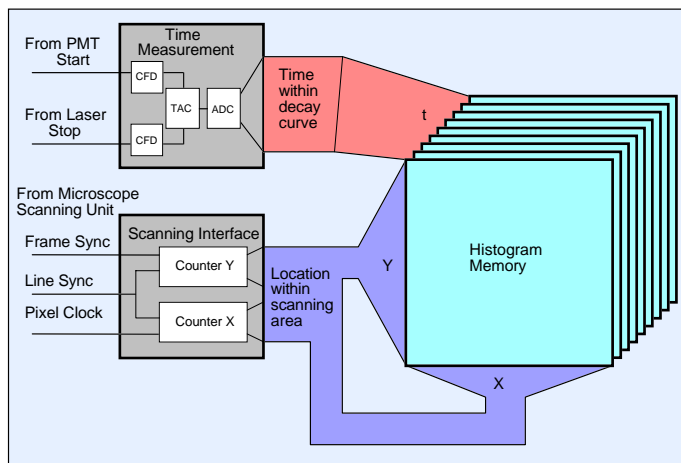 From PMT
Start
From Laser
Stop
Time
Measurement
CFD
TAC
ADC
CFD
Time
within
decay
curve
t
From Microscope
Scanning Unit
Frame Sync
Line Sync
Pixel Clock
Scanning Interface
Counter Y
Counter X
Location
within
scanning
area
Y
X
Histogram
Memory